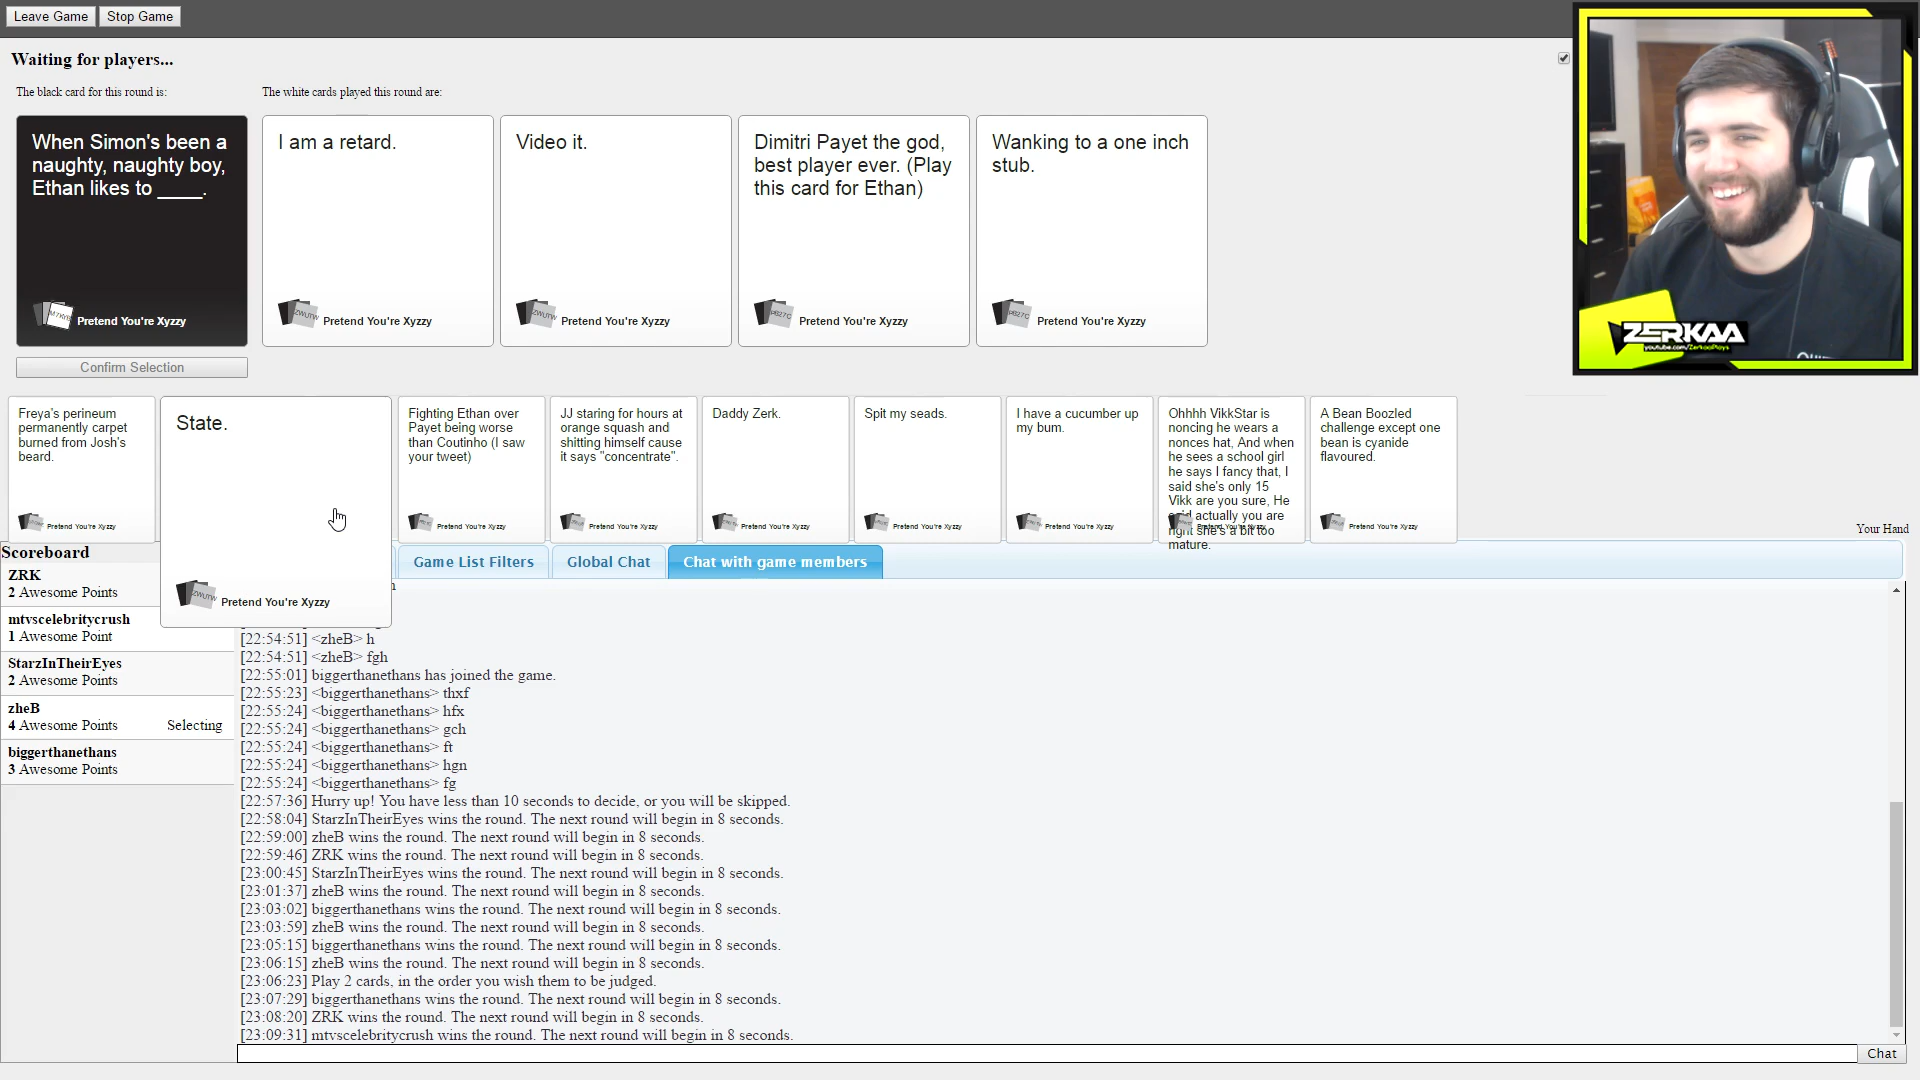 Leave Game
Stop Game
Waiting for players...
The black card for this round is:
The white cards played this round are:
When Simon's been a
naughty, naughty boy,
Ethan likes to ____.
Pretend You're Xyzzy
I am a retard.
ZWUTW
Pretend You're Xyzzy
Video it.
ZWUTW
Pretend You're Xyzzy
Dimitri Payet the god,
best player ever. (Play
this card for Ethan)
Pretend You're Xyzzy
Wanking to a one inch
stub.
Pretend You're Xyzzy
Confirm Selection
ZERKAA
youtube.com/ZerkaaPlays
Freya's perineum
permanently carpet
burned from Josh's
beard.
Pretend You're Xyzzy
State.
ZWUTW
Pretend You're Xyzzy
Fighting Ethan over
Payet being worse
than Coutinho (I saw
your tweet)
Pretend You're Xyzzy
JJ staring for hours at
orange squash and
shitting himself cause
it says "concentrate".
Pretend You're Xyzzy
Daddy Zerk.
Pretend You're Xyzzy
Spit my seads.
Pretend You're Xyzzy
I have a cucumber up
my bum.
Pretend You're Xyzzy
Ohhhh VikkStar is
noncing he wears a
nonces hat, And when
he sees a school girl
he says I fancy that, I
said she's only 15
Vikk are you sure, He
said actually you are
right she's a bit too
mature.
A Bean Boozled
challenge except one
bean is cyanide
flavoured.
Pretend You're Xyzzy
Your Hand
Scoreboard
ZRK
2 Awesome Points
mtvscelebritycrush
1 Awesome Point
StarzInTheirEyes
2 Awesome Points
zheB
4 Awesome Points
Selecting
biggerthanethans
3 Awesome Points
Game List Filters
Global Chat
Chat with game members
[22:54:51] <zheB> h
[22:54:51] <zheB> fgh
[22:55:01] biggerthanethans has joined the game.
[22:55:23] <biggerthanethans> thxf
[22:55:24] <biggerthanethans> hfx
[22:55:24] <biggerthanethans> gch
[22:55:24] <biggerthanethans> ft
[22:55:24] <biggerthanethans> hgn
[22:55:24] <biggerthanethans> fg
[22:57:36] Hurry up! You have less than 10 seconds to decide, or you will be skipped.
[22:58:04] StarzInTheirEyes wins the round. The next round will begin in 8 seconds.
[22:59:00] zheB wins the round. The next round will begin in 8 seconds.
[22:59:46] ZRK wins the round. The next round will begin in 8 seconds.
[23:00:45] StarzInTheirEyes wins the round. The next round will begin in 8 seconds.
[23:01:37] zheB wins the round. The next round will begin in 8 seconds.
[23:03:02] biggerthanethans wins the round. The next round will begin in 8 seconds.
[23:03:59] zheB wins the round. The next round will begin in 8 seconds.
[23:05:15] biggerthanethans wins the round. The next round will begin in 8 seconds.
[23:06:15] zheB wins the round. The next round will begin in 8 seconds.
[23:06:23] Play 2 cards, in the order you wish them to be judged.
[23:07:29] biggerthanethans wins the round. The next round will begin in 8 seconds.
[23:08:20] ZRK wins the round. The next round will begin in 8 seconds.
[23:09:31] mtvscelebritycrush wins the round. The next round will begin in 8 seconds.
Chat